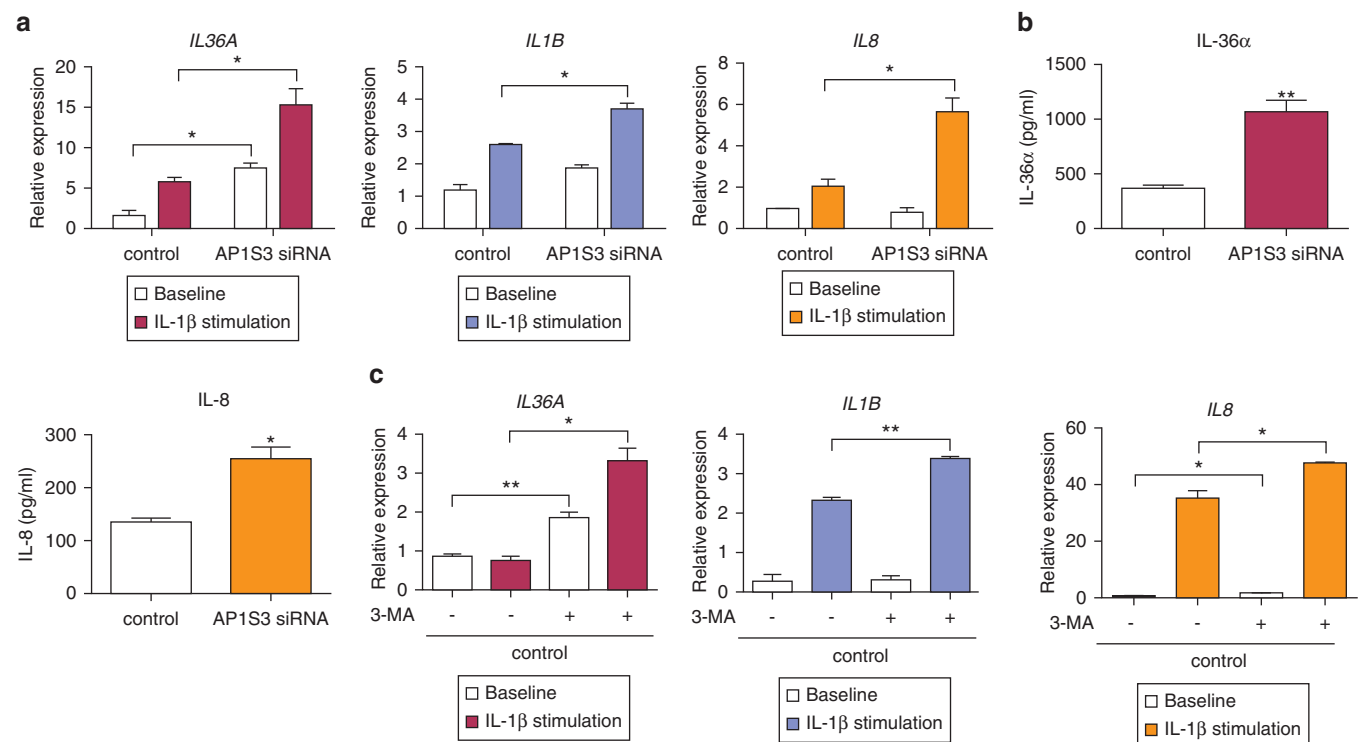 a
IL36A
Relative expression
20
15
10
5
0
*
*
control AP1S3 siRNA
Baseline
IL-1β stimulation
IL1B
Relative expression
5
4
3
2
1
0
*
control AP1S3 siRNA
Baseline
IL-1β stimulation
IL8
Relative expression
8
6
4
2
0
*
control AP1S3 siRNA
Baseline
IL-1β stimulation
b
IL-36α
IL-36α (pg/ml)
1500
1000
500
0
**
control AP1S3 siRNA
IL-8
IL-8 (pg/ml)
300
250
100
0
*
control AP1S3 siRNA
c
IL36A
Relative expression
4
3
2
1
0
**
*
3-MA - - + +
control
Baseline
IL-1β stimulation
IL1B
Relative expression
4
3
2
1
0
**
3-MA - - + +
control
Baseline
IL-1β stimulation
IL8
Relative expression
60
40
20
0
*
*
3-MA - - + +
control
Baseline
IL-1β stimulation